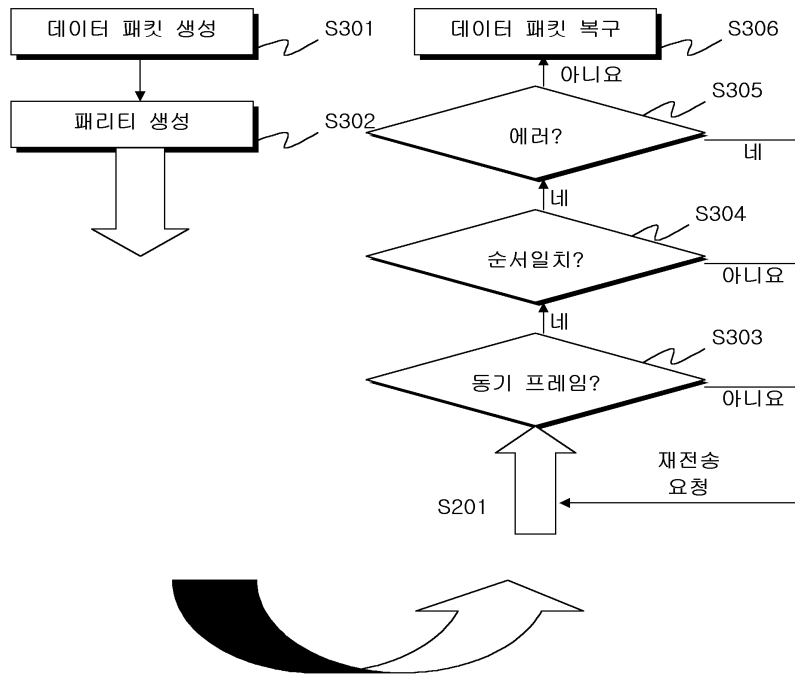 데이터 패킷 생성
S301
데이터 패킷 복구
S306
아니요
S305
패리티 생성
S302
에러?
네
네
S304
순서일치?
아니요
네
S303
동기 프레임?
아니요
재전송
요청
S201